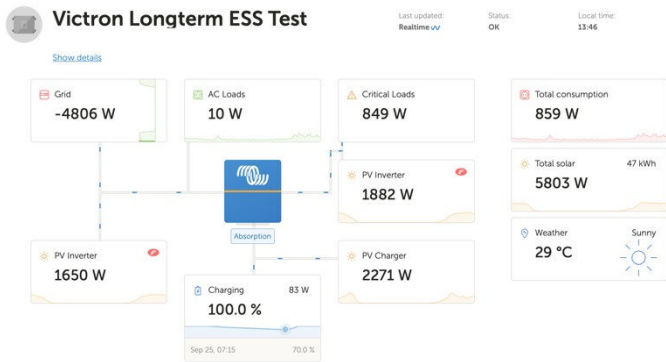 Victron Longterm ESS Test
Last updated:
Realtime
Status:
OK
Local time:
13:46
Show details
Grid
-4806 W
AC Loads
10 W
Critical Loads
849 W
Total consumption
859 W
PV Inverter
1882 W
Total solar 47 kWh
5803 W
Absorption
PV Inverter
1650 W
PV Charger
2271 W
Weather Sunny
29 °C
Charging 83 W
100.0 %
Sep 25, 07:15 70.0 %